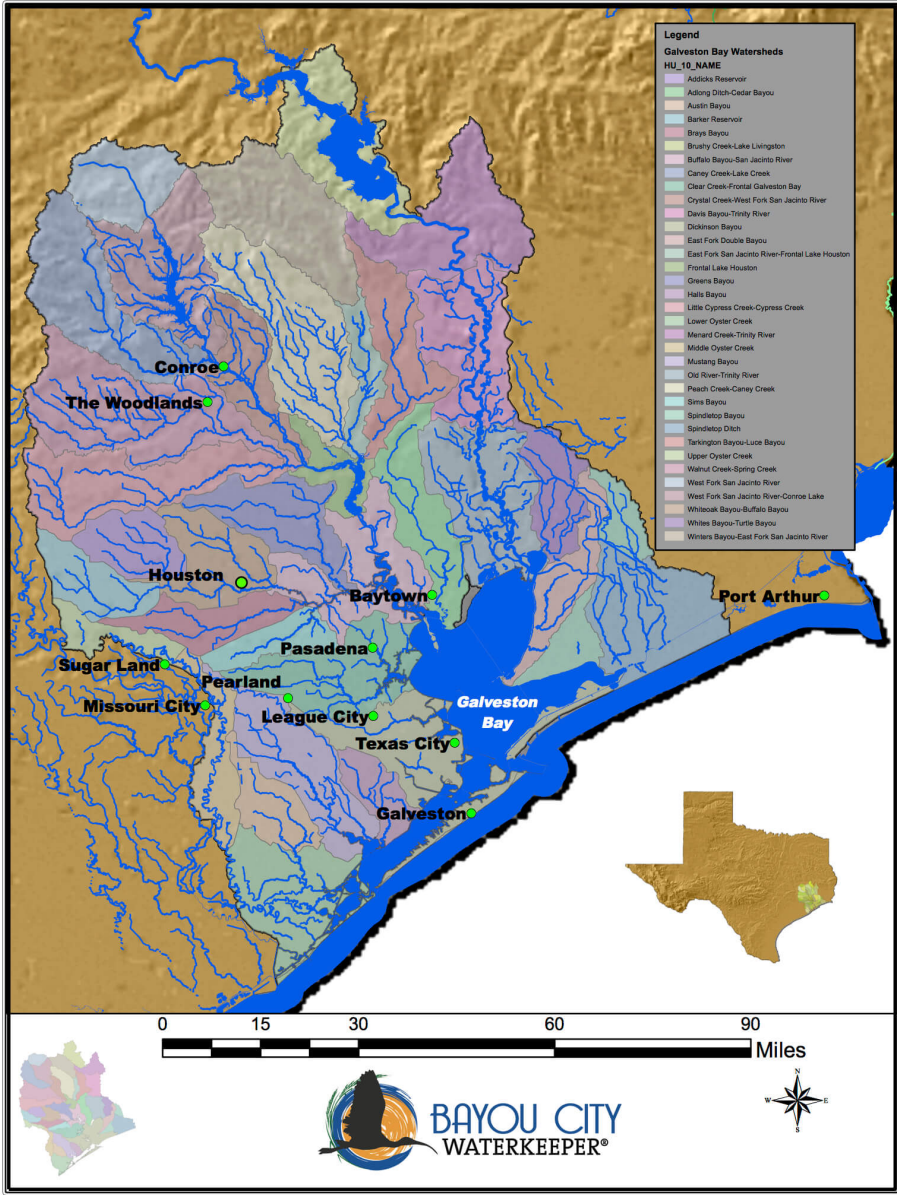 Legend
Galveston Bay Watersheds
HU_10_NAME
Addicks Reservoir
Adlong Ditch-Cedar Bayou
Austin Bayou
Barker Reservoir
Brays Bayou
Brushy Creek-Lake Livingston
Buffalo Bayou-San Jacinto River
Caney Creek-Lake Creek
Clear Creek-Frontal Galveston Bay
Crystal Creek-West Fork San Jacinto River
Davis Bayou-Trinity River
Dickinson Bayou
East Fork Double Bayou
East Fork San Jacinto River-Frontal Lake Houston
Frontal Lake Houston
Greens Bayou
Halls Bayou
Little Cypress Creek-Cypress Creek
Lower Oyster Creek
Menard Creek-Trinity River
Middle Oyster Creek
Mustang Bayou
Old River-Trinity River
Peach Creek-Caney Creek
Sims Bayou
Spindletop Bayou
Spindletop Ditch
Tarkington Bayou-Luce Bayou
Upper Oyster Creek
Walnut Creek-Spring Creek
West Fork San Jacinto River
West Fork San Jacinto River-Conroe Lake
Whiteoak Bayou-Buffalo Bayou
Whites Bayou-Turtle Bayou
Winters Bayou-East Fork San Jacinto River
Conroe
The Woodlands
Houston
Baytown
Port Arthur
Pasadena
Sugar Land
Pearland
Missouri City
League City
Galveston
Bay
Texas City
Galveston
0 15 30 60 90
Miles
N
W E
S
BAYOU CITY
WATERKEEPER®